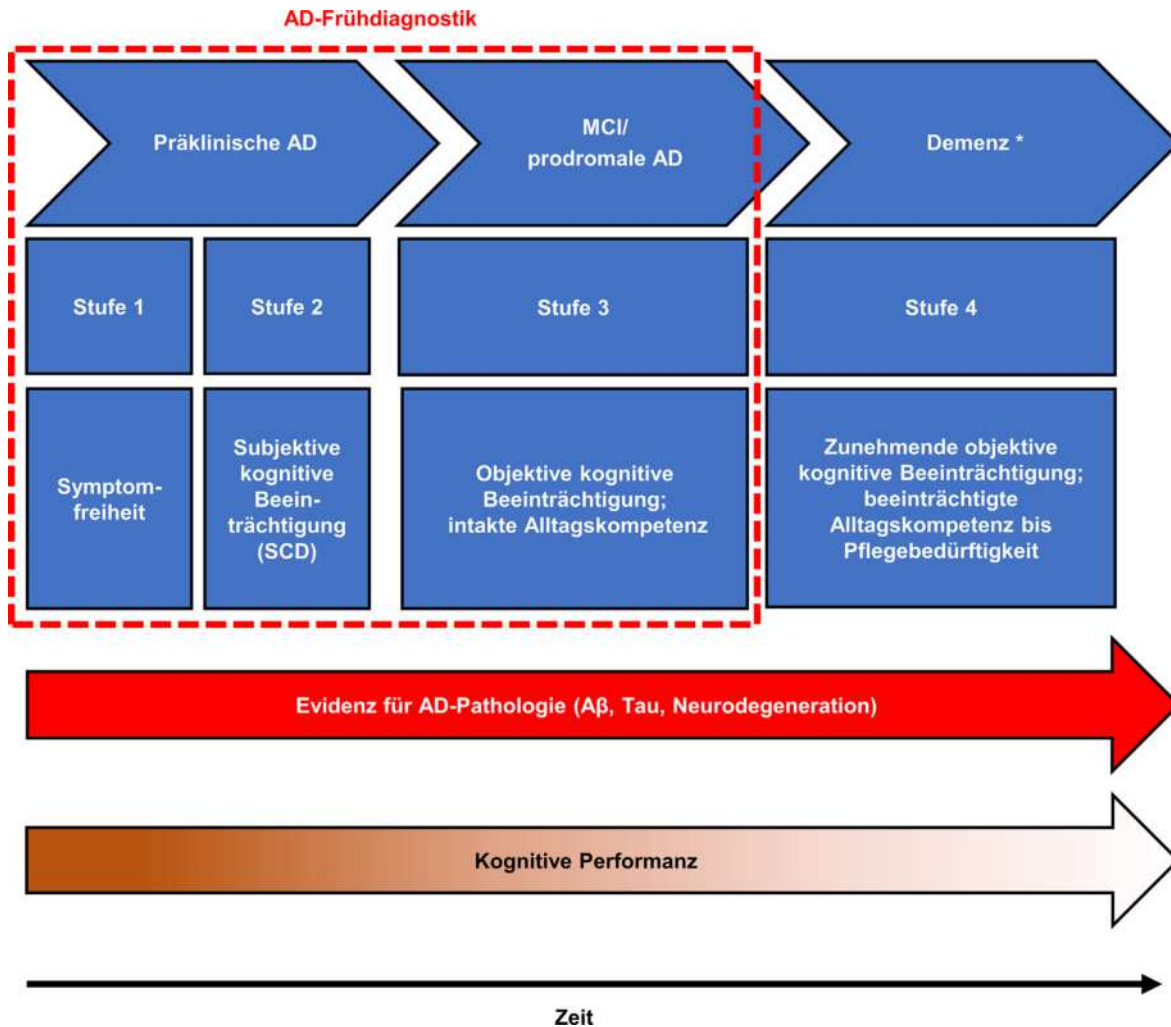 AD-Frühdiagnostik
Präklinische AD
MCI/
prodromale AD
Demenz *
Stufe 1
Stufe 2
Stufe 3
Stufe 4
Symptom-
freiheit
Subjektive
kognitive
Beein-
trächtigung
(SCD)
Objektive kognitive
Beeinträchtigung;
intakte Alltagskompetenz
Zunehmende objektive
kognitive Beeinträchtigung;
beeinträchtigte
Alltagskompetenz bis
Pflegebedürftigkeit
Evidenz für AD-Pathologie (Aβ, Tau, Neurodegeneration)
Kognitive Performanz
Zeit